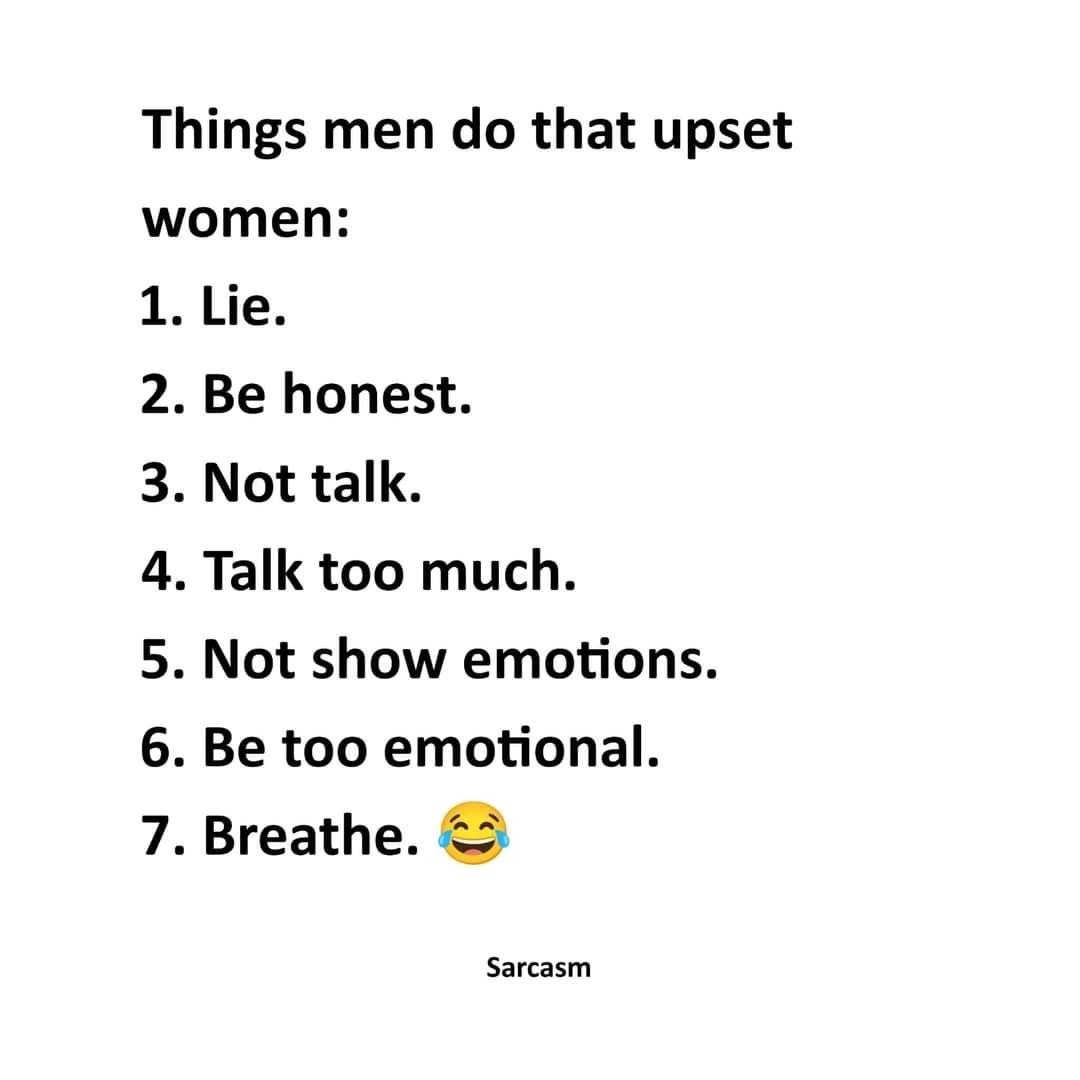 Things men do that upset
women:
1. Lie.
2. Be honest.
3. Not talk.
4. Talk too much.
5. Not show emotions.
6. Be too emotional.
7. Breathe. 😂
Sarcasm